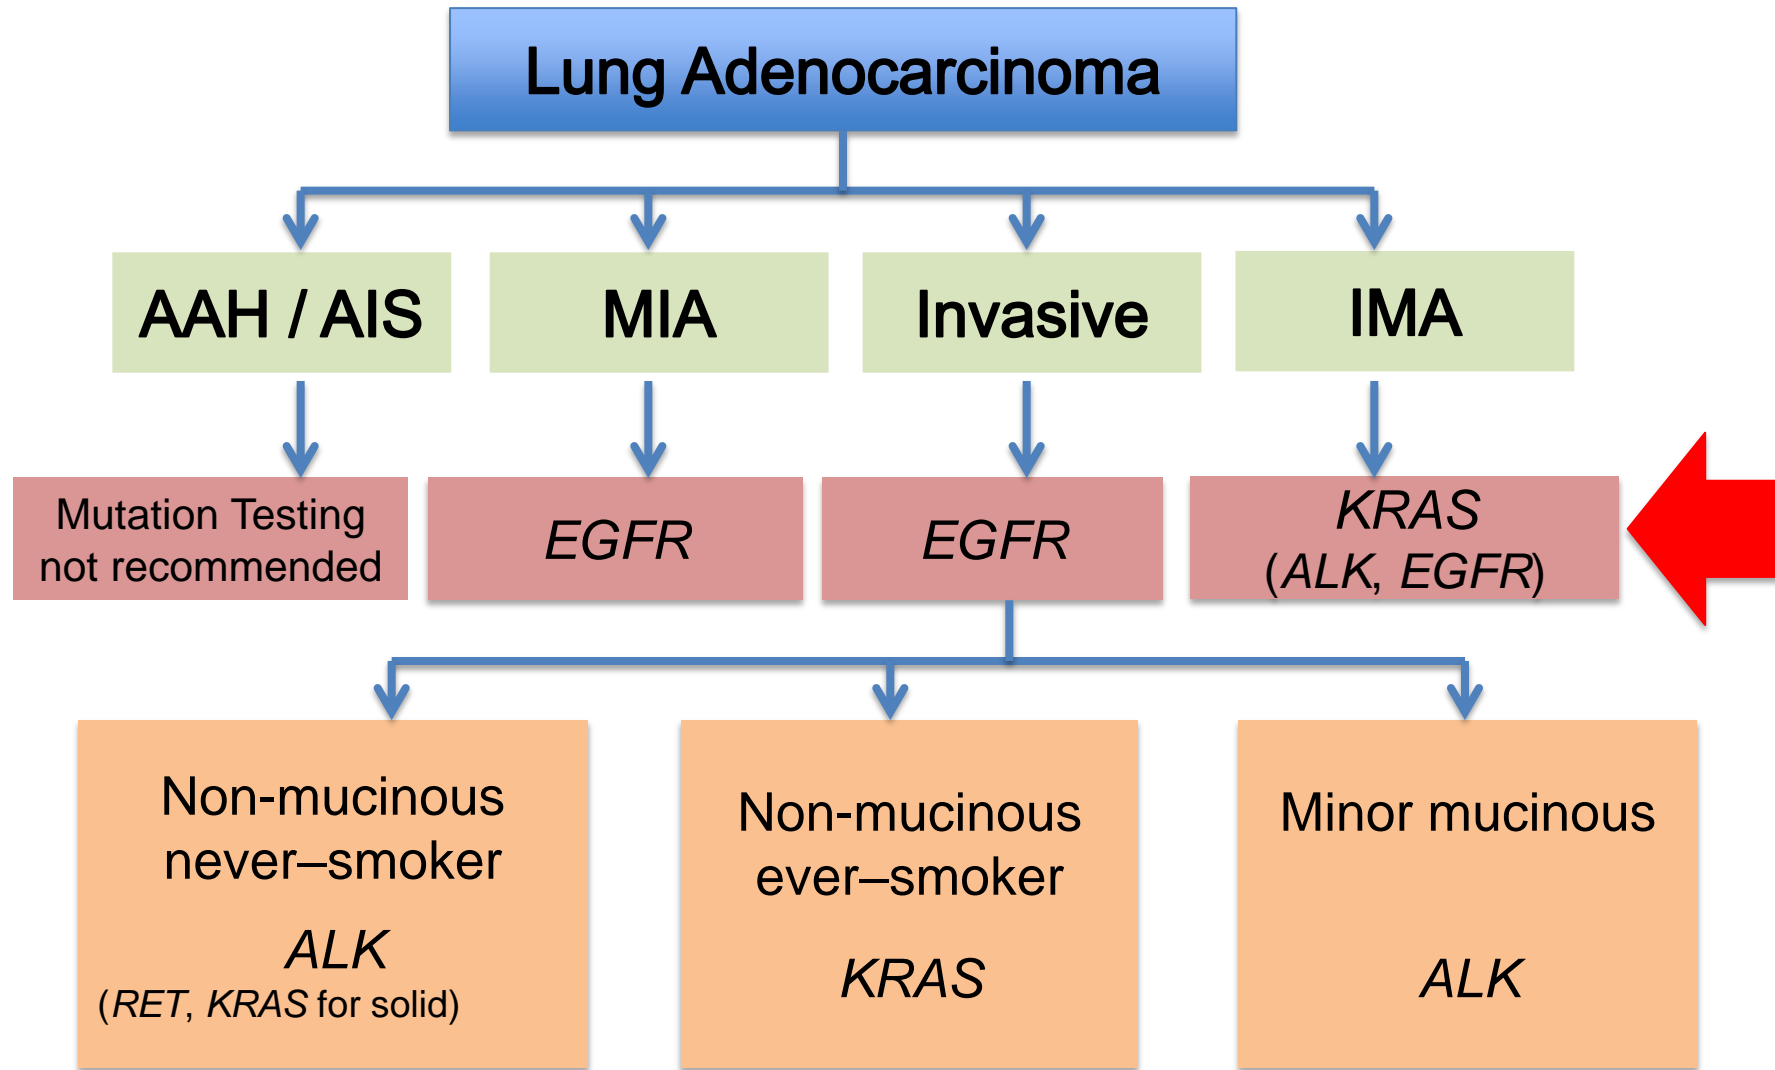 Lung Adenocarcinoma
AAH / AIS
MIA
Invasive
IMA
Mutation Testing
not recommended
EGFR
EGFR
KRAS
(ALK, EGFR)
Non-mucinous
never–smoker
ALK
(RET, KRAS for solid)
Non-mucinous
ever–smoker
KRAS
Minor mucinous
ALK